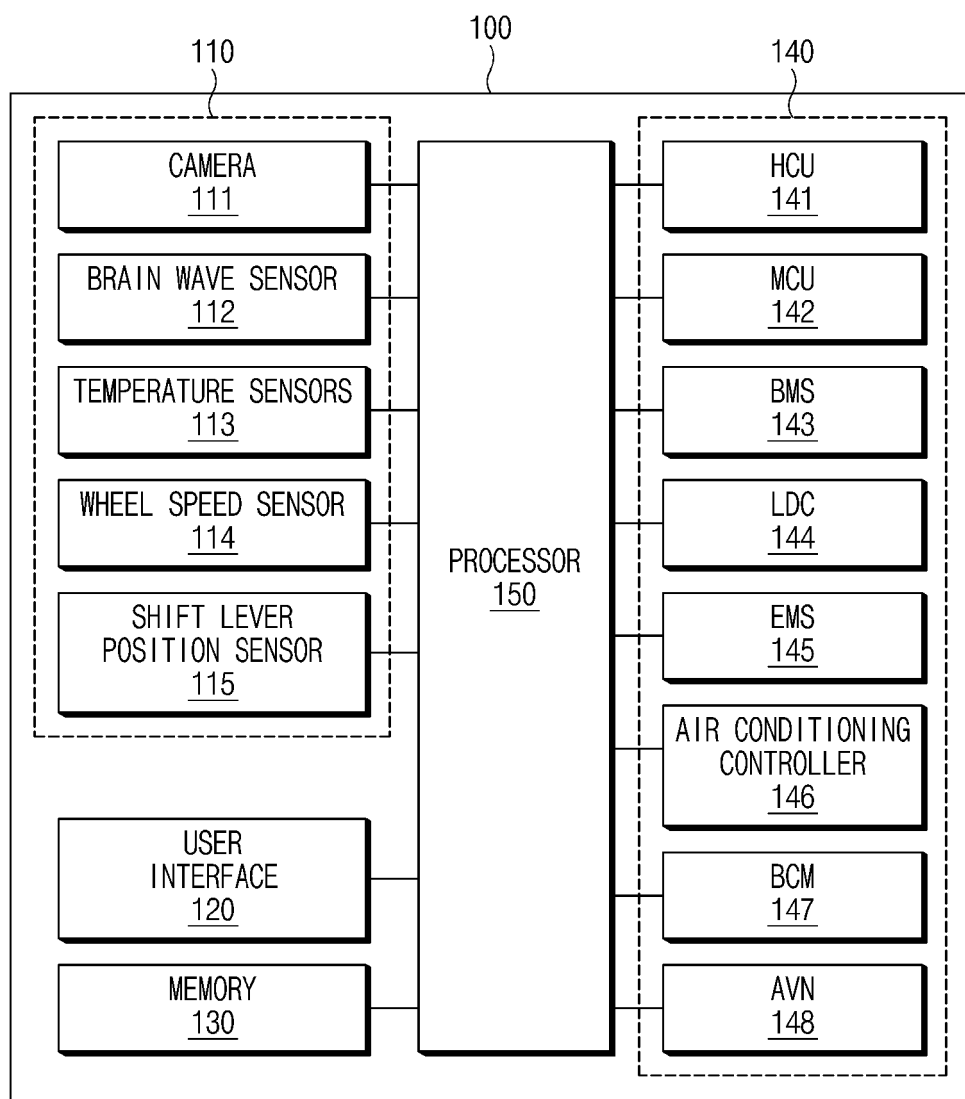 100
110
140
CAMERA
111
BRAIN WAVE SENSOR
112
TEMPERATURE SENSORS
113
WHEEL SPEED SENSOR
114
SHIFT LEVER
POSITION SENSOR
115
USER
INTERFACE
120
MEMORY
130
PROCESSOR
150
HCU
141
MCU
142
BMS
143
LDC
144
EMS
145
AIR CONDITIONING
CONTROLLER
146
BCM
147
AVN
148